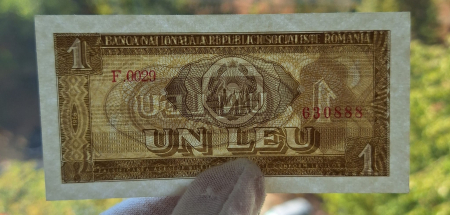 BANCA NATIONALA A REPUBLICII SOCIALISTE ROMANIA
1
F.0029
630888
UN LEU
1